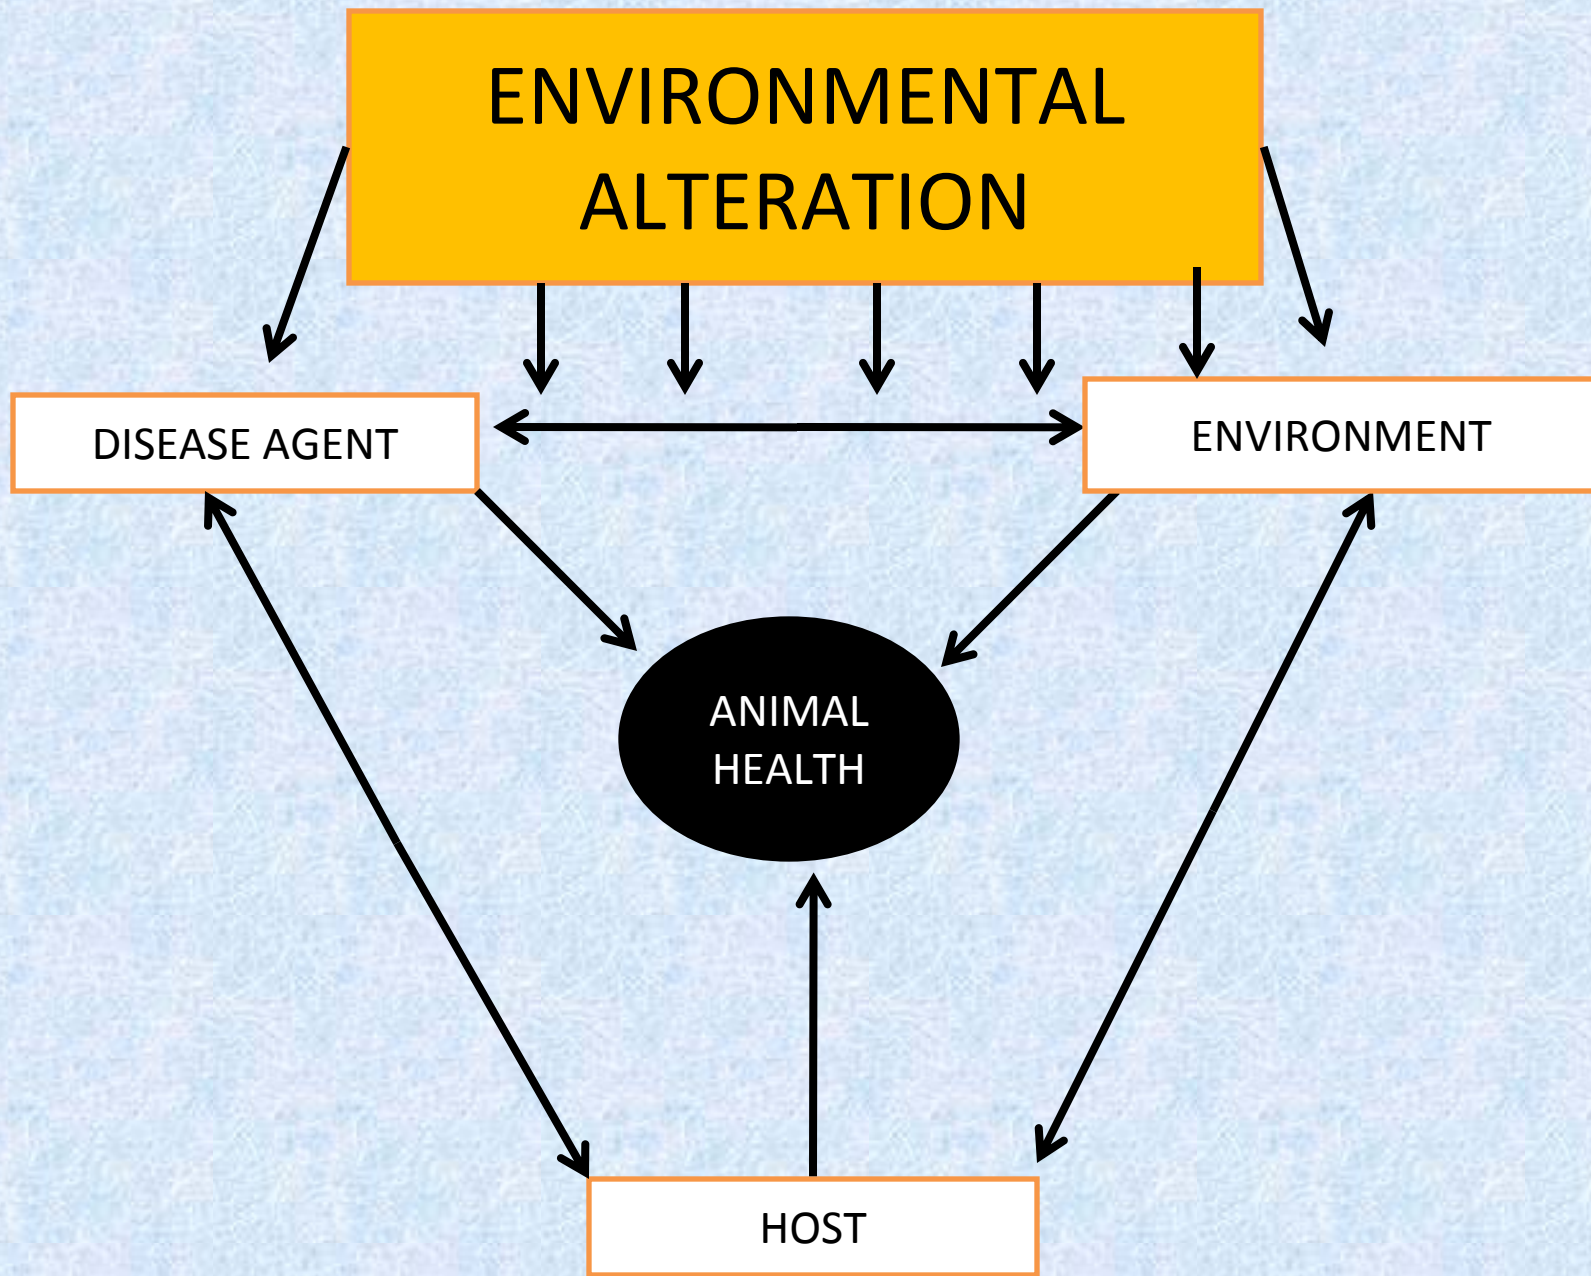 ENVIRONMENTAL
ALTERATION
DISEASE AGENT
ENVIRONMENT
ANIMAL
HEALTH
HOST